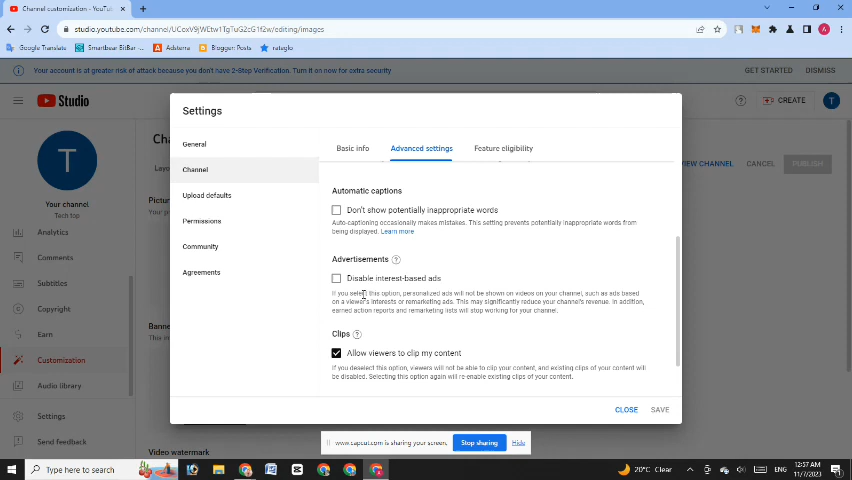 Channel customization - YouTu
studio.youtube.com/channel/UCoxV9jWEtw1TgTuG2cG1f2w/editing/images
Google Translate
Smartbear BitBar -...
Adsterra
Bloggen Posts
rateglo
Your account is at greater risk of attack because you don't have 2-Step Verification. Turn it on now for extra security
GET STARTED
DISMISS
Studio
CREATE
T
T
Your channel
Tech top
Analytics
Comments
Subtitles
Copyright
Earn
Customization
Audio library
Settings
Send feedback
Cha
Layo
VIEW CHANNEL
CANCEL
PUBLISH
Pictur
Your p
Banne
This in
Video watermark
Settings
General
Channel
Upload defaults
Permissions
Community
Agreements
Basic info
Advanced settings
Feature eligibility
Automatic captions
Don't show potentially inappropriate words
Auto-captioning occasionally makes mistakes. This setting prevents potentially inappropriate words from
being displayed. Learn more
Advertisements
Disable interest-based ads
If you select this option, personalized ads will not be shown on videos on your channel, such as ads based
on a viewer's interests or remarketing ads. This may significantly reduce your channel's revenue. In addition,
earned action reports and remarketing lists will stop working for your channel.
Clips
Allow viewers to clip my content
If you deselect this option, viewers will not be able to clip your content, and existing clips of your content will
be disabled. Selecting this option again will re-enable existing clips of your content.
CLOSE
SAVE
www.capcut.com is sharing your screen.
Stop sharing
Hide
Type here to search
20°C Clear
ENG
12:57 AM
11/7/2023